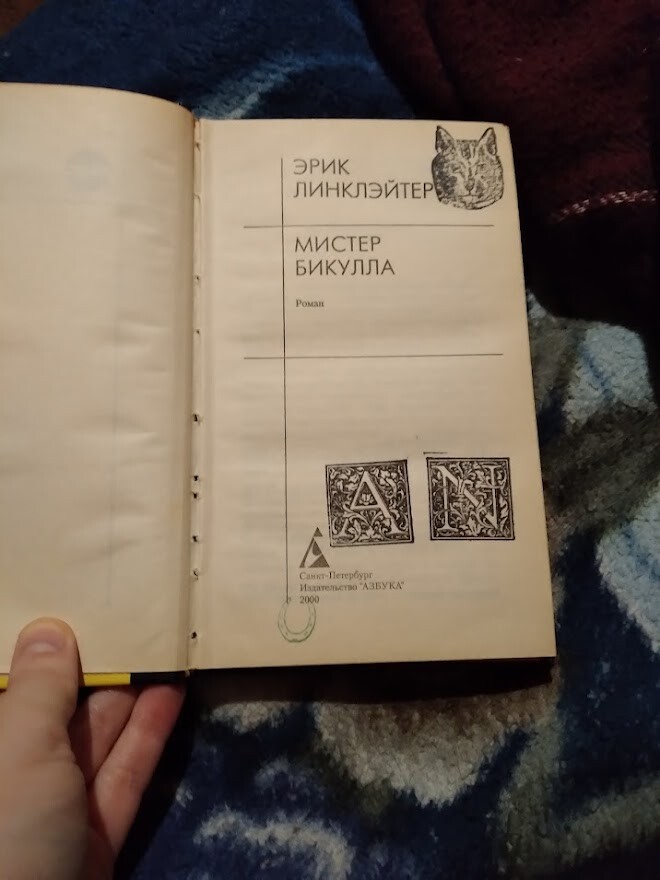 ЭРИК
ЛИНКЛЭЙТЕР
МИСТЕР
БИКУЛЛА
Роман
A N
Санкт-Петербург
Издательство "АЗБУКА"
2000